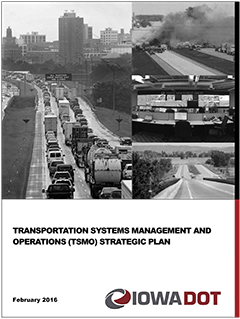 TRANSPORTATION SYSTEMS MANAGEMENT AND
OPERATIONS (TSMO) STRATEGIC PLAN
February 2016
IOWADOT